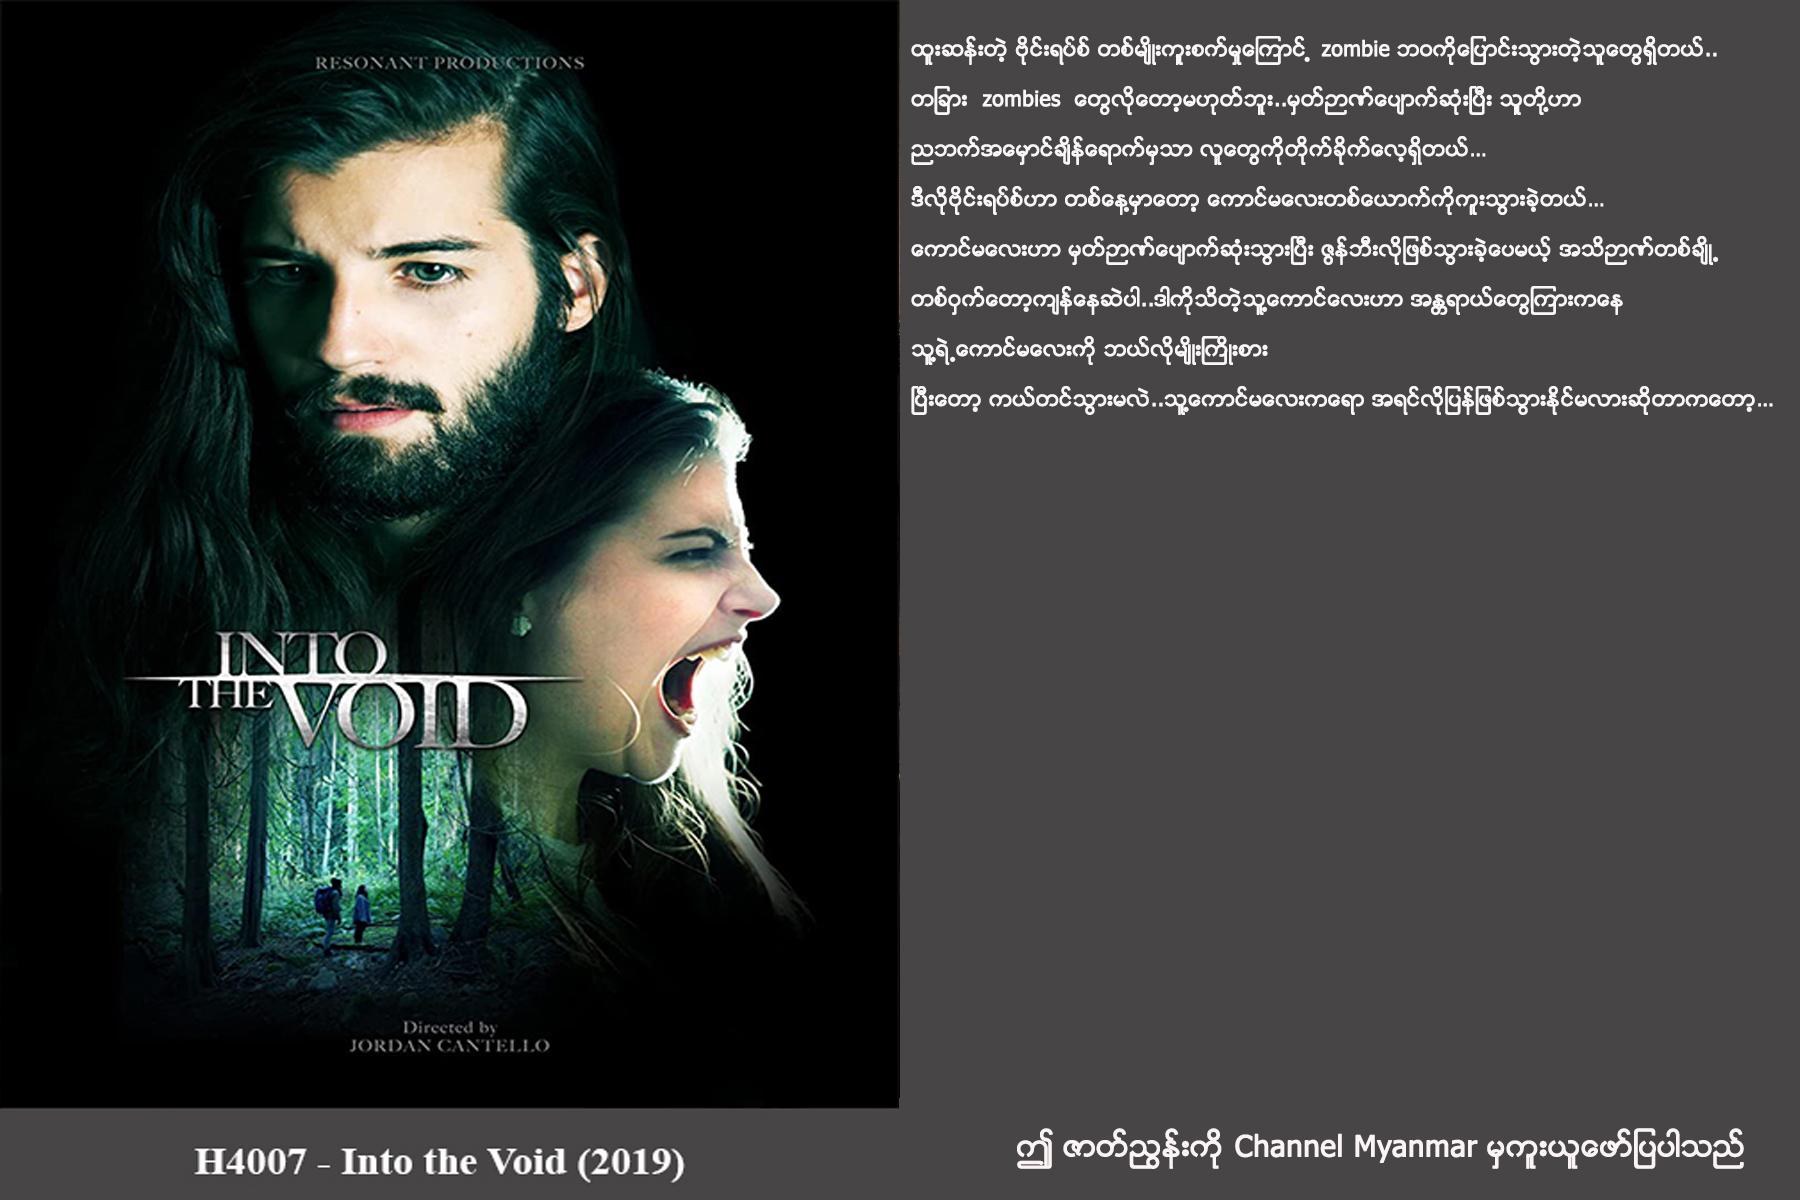 RESONANT PRODUCTIONS
INTO
THE VOID
Directed by
JORDAN CANTELLO
H4007 - Into the Void (2019)
ထူးဆန်းတဲ့ ဗိုင်းရပ်စ် တစ်မျိုးကူးစက်မှုကြောင့် zombie ဘဝကိုပြောင်းသွားတဲ့သူတွေရှိတယ်..
တခြား zombies တွေလိုတော့မဟုတ်ဘူး..မှတ်ဉာဏ်ပျောက်ဆုံးပြီး သူတို့ဟာ
ညဘက်အမှောင်ချိန်ရောက်မှသာ လူတွေကိုတိုက်ခိုက်လေ့ရှိတယ်...
ဒီလိုဗိုင်းရပ်စ်ဟာ တစ်နေ့မှာတော့ ကောင်မလေးတစ်ယောက်ကိုကူးသွားခဲ့တယ်...
ကောင်မလေးဟာ မှတ်ဉာဏ်ပျောက်ဆုံးသွားပြီး ဇွန်ဘီးလိုဖြစ်သွားခဲ့ပေမယ့် အသိဉာဏ်တစ်ချို့
တစ်ဝှက်တော့ကျန်နေဆဲပါ..ဒါကိုသိတဲ့သူ့ကောင်လေးဟာ အန္တရာယ်တွေကြားကနေ
သူ့ရဲ့ကောင်မလေးကို ဘယ်လိုမျိုးကြိုးစား
ပြီးတော့ ကယ်တင်သွားမလဲ..သူ့ကောင်မလေးကရော အရင်လိုပြန်ဖြစ်သွားနိုင်မလားဆိုတာကတော့...
ဤ ဇာတ်ညွှန်းကို Channel Myanmar မှကူးယူဖော်ပြပါသည်